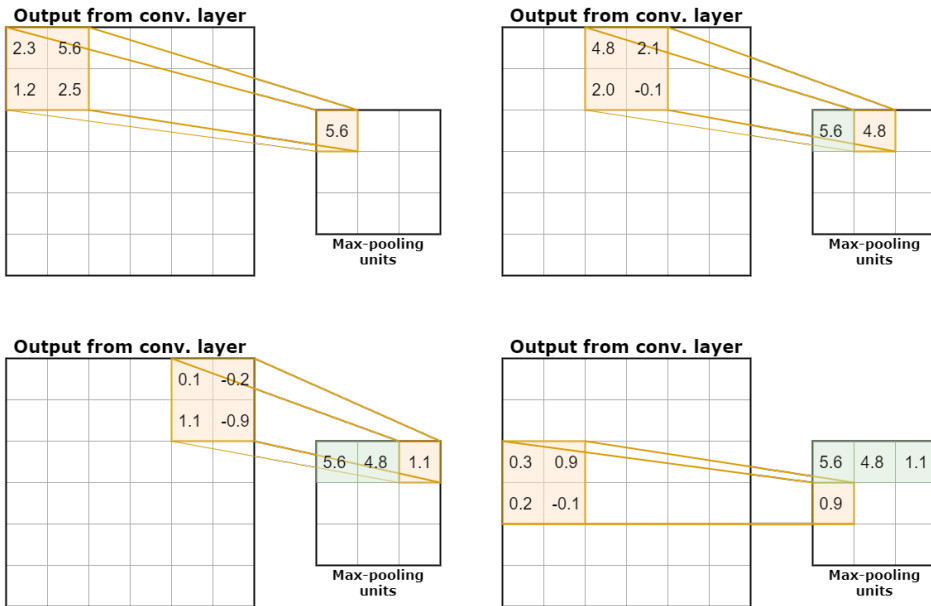 Output from conv. layer
2.3 5.6
1.2 2.5
5.6
Max-pooling
units
Output from conv. layer
4.8 2.1
2.0 -0.1
5.6 4.8
Max-pooling
units
Output from conv. layer
0.1 -0.2
1.1 -0.9
5.6 4.8 1.1
Max-pooling
units
Output from conv. layer
0.3 0.9
0.2 -0.1
5.6 4.8 1.1
0.9
Max-pooling
units